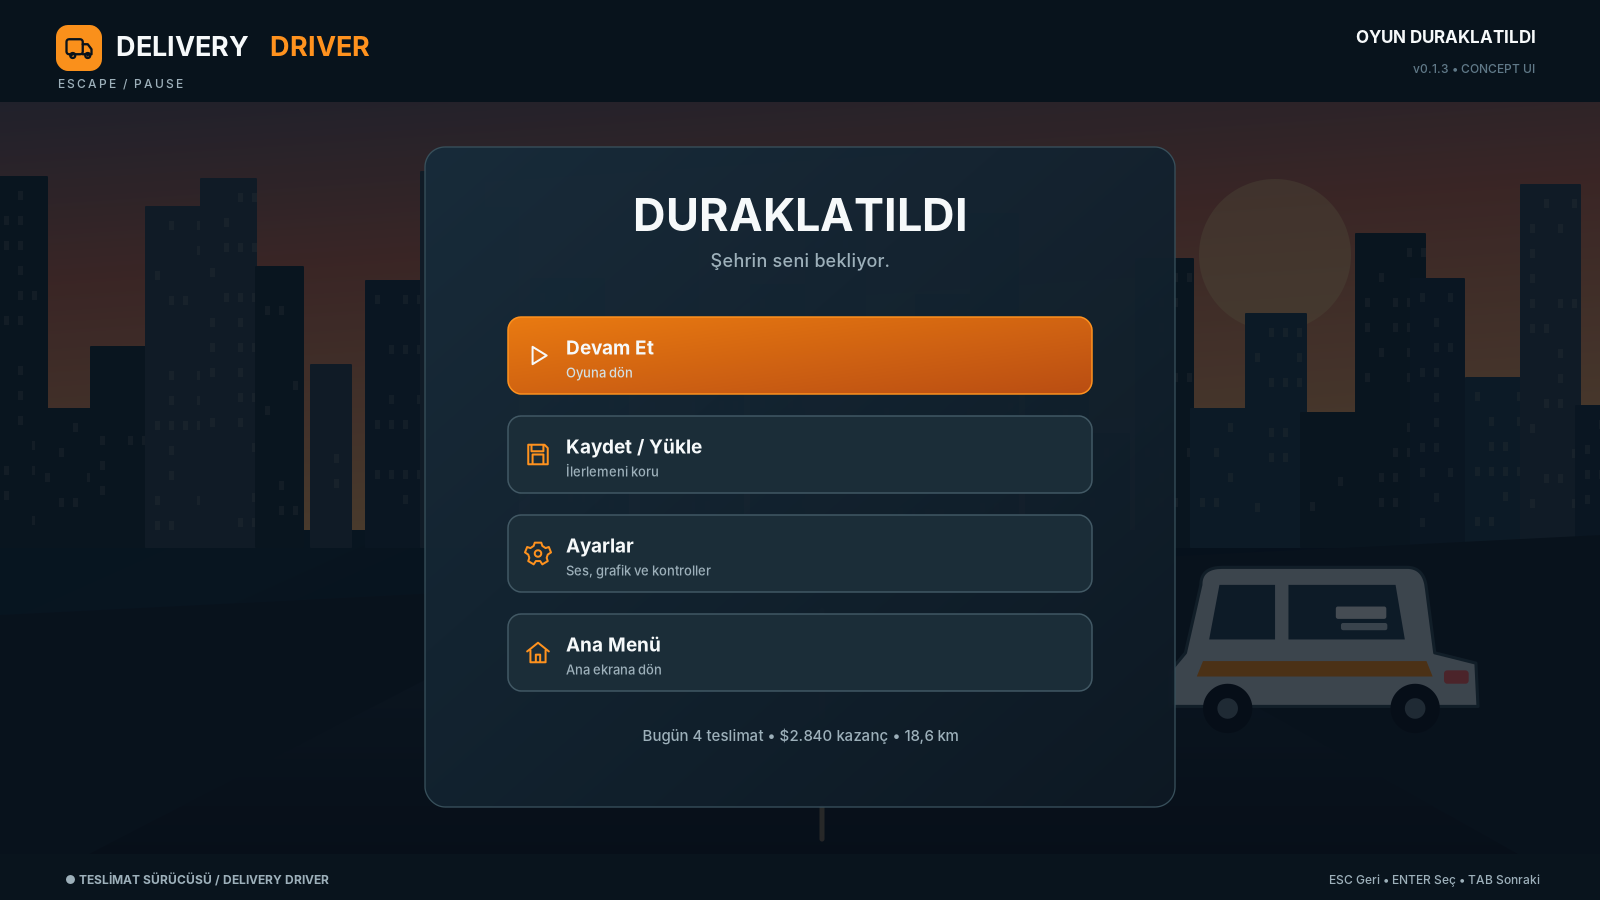 DELIVERY DRIVER
ESCAPE / PAUSE
OYUN DURAKLATILDI
v0.1.3 • CONCEPT UI
DURAKLATILDI
Şehrin seni bekliyor.
Devam Et
Oyuna dön
Kaydet / Yükle
İlerlemeni koru
Ayarlar
Ses, grafik ve kontroller
Ana Menü
Ana ekrana dön
Bugün 4 teslimat • $2.840 kazanç • 18,6 km
TESLİMAT SÜRÜCÜSÜ / DELIVERY DRIVER
ESC Geri • ENTER Seç • TAB Sonraki